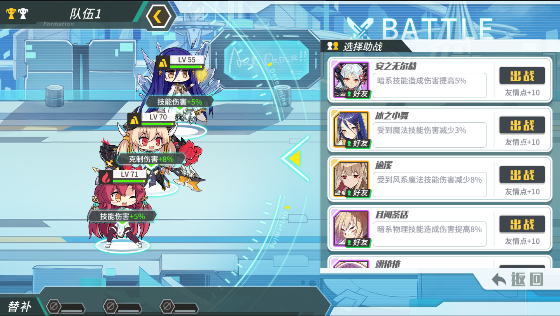 队伍1
Formation
BATTLE
选择助战
LV 55
技能伤害+5%
LV 70
克制伤害+8%
LV 71
技能伤害+5%
安之无尔慕
暗系技能造成伤害提高5%
好友
出战
友情点+10
冰之小舞
受到魔法技能伤害减少3%
好友
出战
友情点+10
受到风系魔法技能伤害减少8%
好友
出战
友情点+10
且闻茶话
暗系物理技能造成伤害提高8%
好友
出战
友情点+10
替补
返回